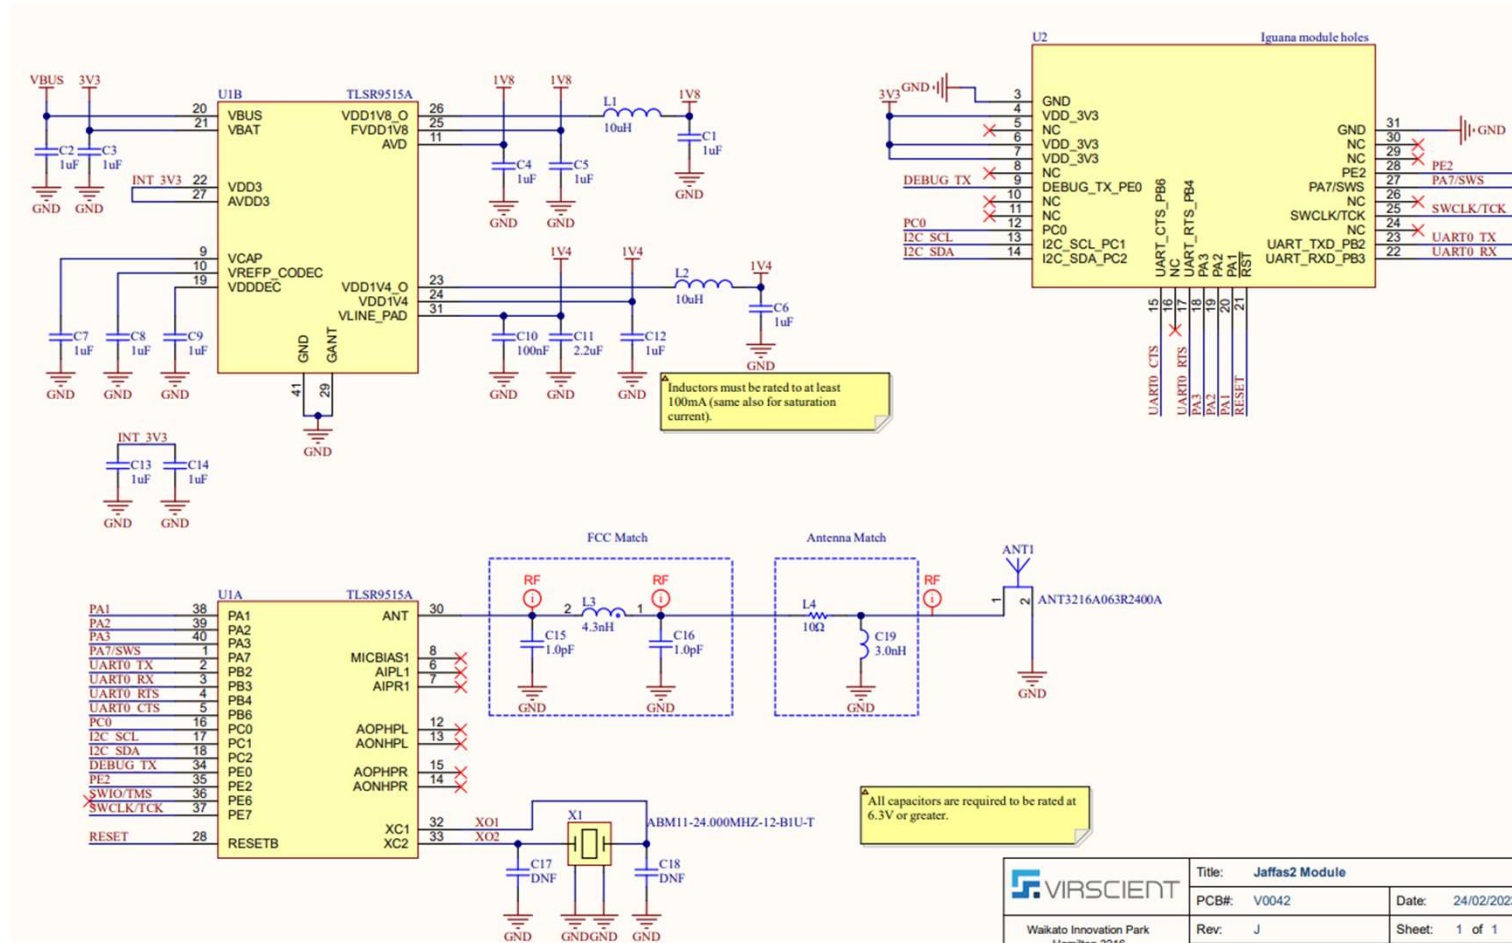 VBUS 3V3
U1B TLSR9515A
20 VBUS
21 VBAT
22 VDD3
27 AVDD3
INT_3V3
9 VCAP
10 VREFP_CODEC
19 VDDDEC
VDD1V8_O 26
FVDD1V8 25
AVD 11
VDD1V4_O 23
VDD1V4 24
VLINE_PAD 31
GND 41
GANT 29
GND
C2 1uF GND
C3 1uF GND
C7 1uF GND
C8 1uF GND
C9 1uF GND
1V8 1V8 1V8
L1
10uH
C1 1uF GND
C4 1uF GND
C5 1uF GND
1V4 1V4 1V4
L2
10uH
C6 1uF GND
C10 100nF GND
C11 2.2uF GND
C12 1uF GND
Inductors must be rated to at least
100mA (same also for saturation
current).
INT_3V3
C13 1uF GND
C14 1uF GND
U2 Iguana module holes
3V3 GND
3 GND
4 VDD_3V3
5 NC
6 VDD_3V3
7 VDD_3V3
8 NC
DEBUG_TX 9 DEBUG_TX_PE0
10 NC
11 NC
PC0 12 PC0
I2C_SCL 13 I2C_SCL_PC1
I2C_SDA 14 I2C_SDA_PC2
GND 31 GND
NC 30
NC 29
PE2 28 PE2
PA7/SWS 27 PA7/SWS
NC 26
SWCLK/TCK 25 SWCLK/TCK
NC 24
UART_TXD_PB2 23 UART0_TX
UART_RXD_PB3 22 UART0_RX
UART_CTS_PB6 15 UART0_CTS
NC 16
UART_RTS_PB4 17 UART0_RTS
PA3 18 PA3
PA2 19 PA2
PA1 20 PA1
RST 21 RESET
U1A TLSR9515A
PA1 38 PA1
PA2 39 PA2
PA3 40 PA3
PA7/SWS 1 PA7
UART0_TX 2 PB2
UART0_RX 3 PB3
UART0_RTS 4 PB4
UART0_CTS 5 PB6
PC0 16 PC0
I2C_SCL 17 PC1
I2C_SDA 18 PC2
DEBUG_TX 34 PE0
PE2 35 PE2
SWIO/TMS 36 PE6
SWCLK/TCK 37 PE7
RESET 28 RESETB
ANT 30
MICBIAS1 8
AIPL1 6
AIPR1 7
AOPHPL 12
AONHPL 13
AOPHPR 15
AONHPR 14
XC1 32 XO1
XC2 33 XO2
FCC Match
RF
i
2 L3 1
4.3nH
RF
i
C15 1.0pF GND
C16 1.0pF GND
Antenna Match
L4
10Ω
C19
3.0nH
GND
RF
i
ANT1
1 2
ANT3216A063R2400A
GND
X1
ABM11-24.000MHZ-12-B1U-T
C17 DNF GND
GND GND
C18 DNF GND
All capacitors are required to be rated at
6.3V or greater.
VIRSCIENT
Waikato Innovation Park
Title: Jaffas2 Module
PCB#: V0042
Date: 24/02/202
Rev: J
Sheet: 1 of 1